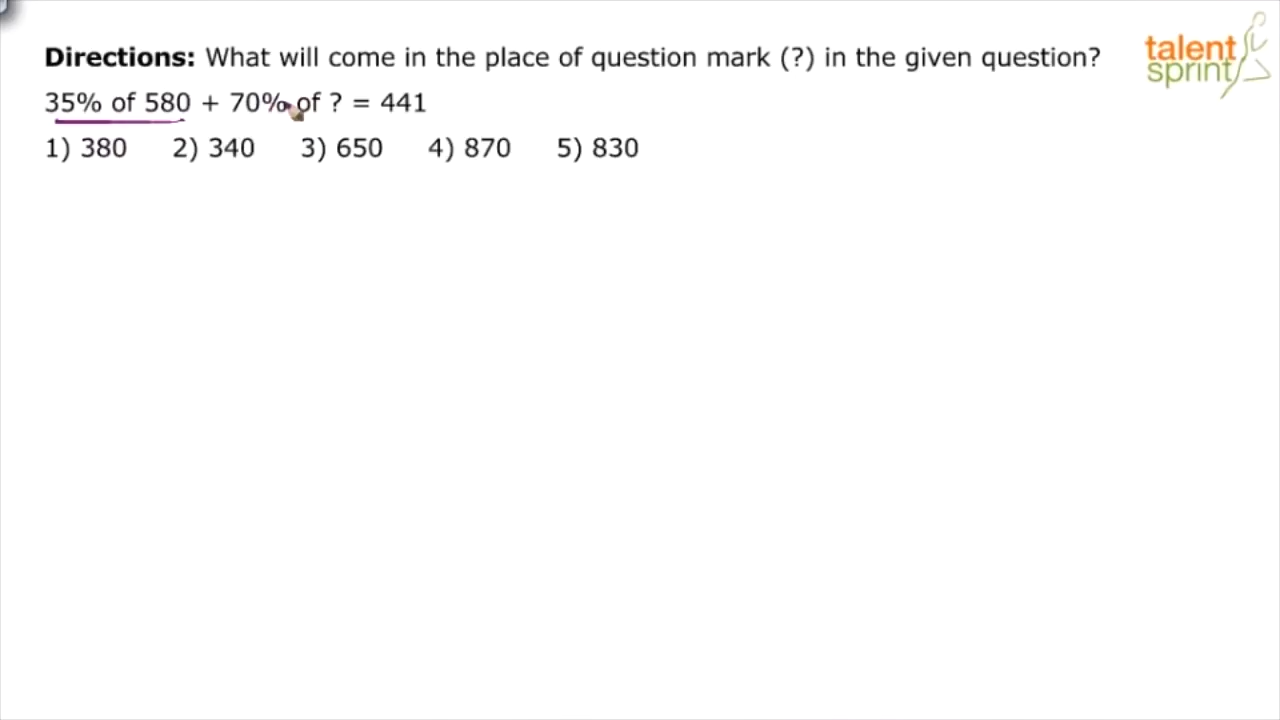 Directions: What will come in the place of question mark (?) in the given question?
35% of 580 + 70% of ? = 441
1) 380 2) 340 3) 650 4) 870 5) 830
talent
sprint